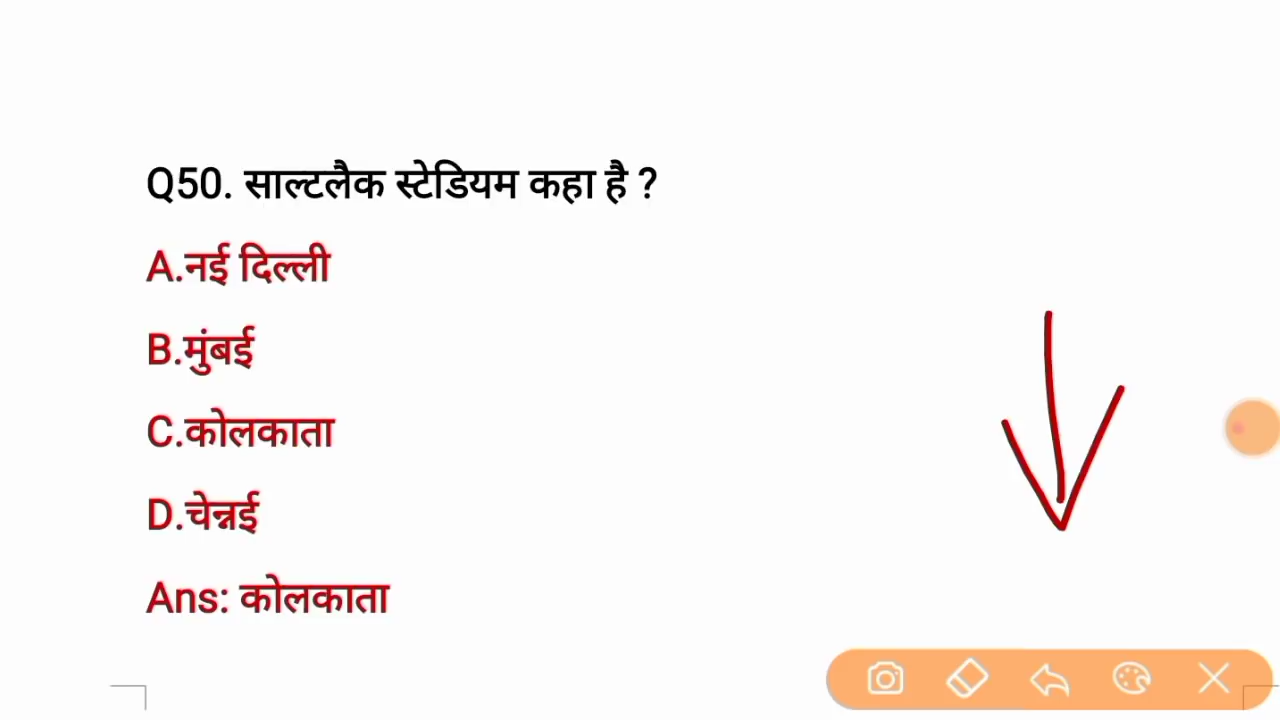 Q50. साल्टलैक स्टेडियम कहा है ?
A.नई दिल्ली
B.मुंबई
C.कोलकाता
D.चेन्नई
Ans: कोलकाता